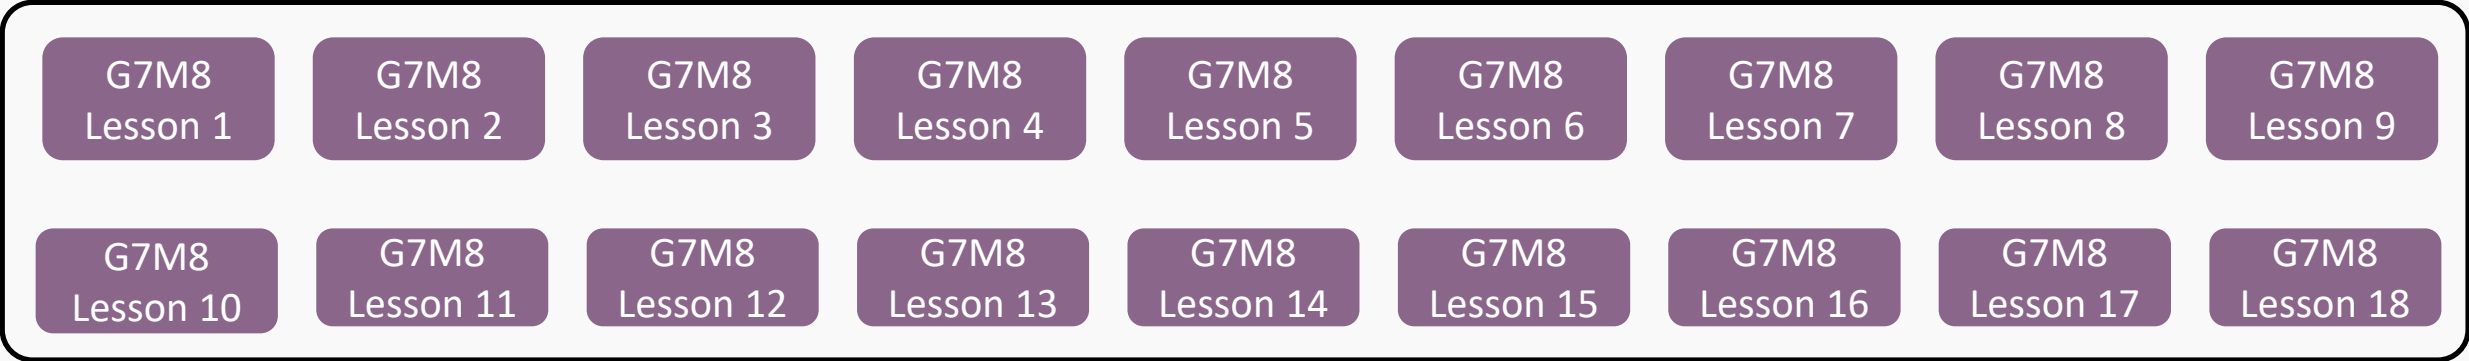 G7M8
Lesson 1
G7M8
Lesson 2
G7M8
Lesson 3
G7M8
Lesson 4
G7M8
Lesson 5
G7M8
Lesson 6
G7M8
Lesson 7
G7M8
Lesson 8
G7M8
Lesson 9
G7M8
Lesson 10
G7M8
Lesson 11
G7M8
Lesson 12
G7M8
Lesson 13
G7M8
Lesson 14
G7M8
Lesson 15
G7M8
Lesson 16
G7M8
Lesson 17
G7M8
Lesson 18